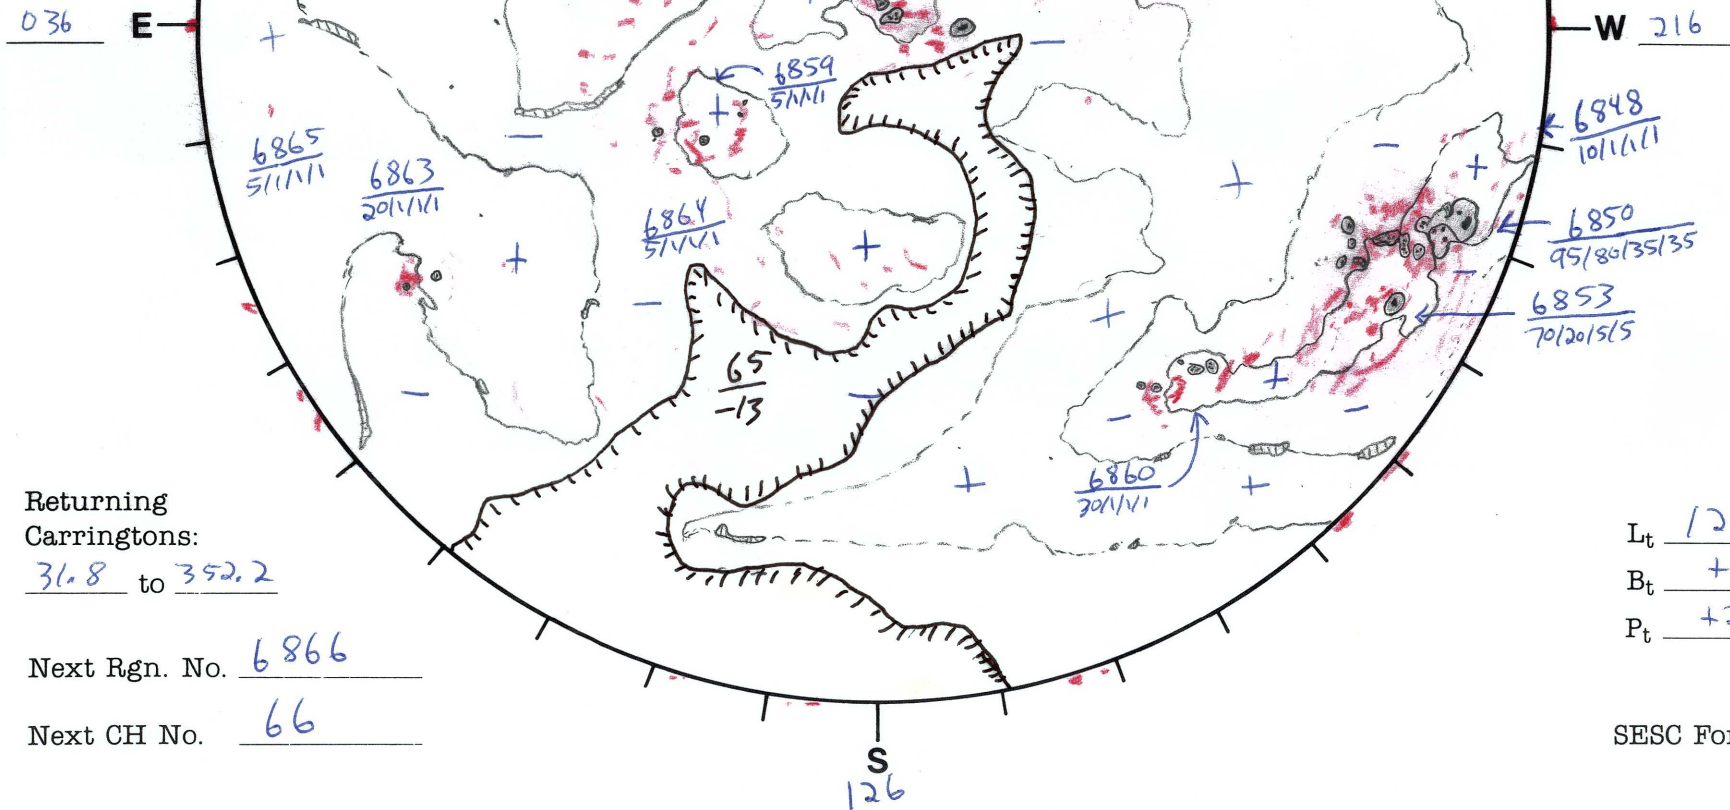 036 E W 216
6859
5/1/1/1
6848
10/1/1/1
6865
5/1/1/1
6863
20/1/1/1
6864
5/1/1/1
6850
95/80/35/35
6853
70/20/5/5
65
-13
6860
30/1/1/1
Returning
Carringtons:
31.8 to 352.2
Next Rgn. No. 6866
Next CH No. 66
Lt 12
Bt +
Pt +
SESC For
S
126